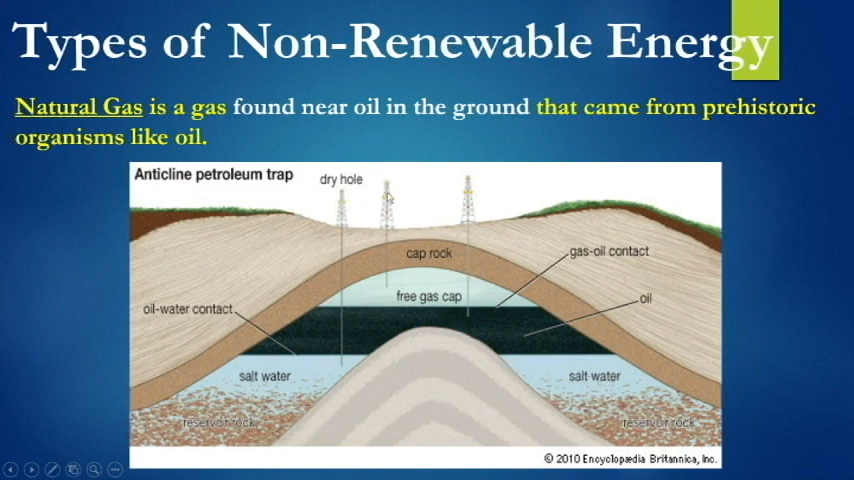 Types of Non-Renewable Energy
Natural Gas is a gas found near oil in the ground that came from prehistoric
organisms like oil.
Anticline petroleum trap
dry hole
cap rock
gas-oil contact
free gas cap
oil
oil-water contact
salt water
salt water
reservoir rock
reservoir rock
© 2010 Encyclopædia Britannica, Inc.